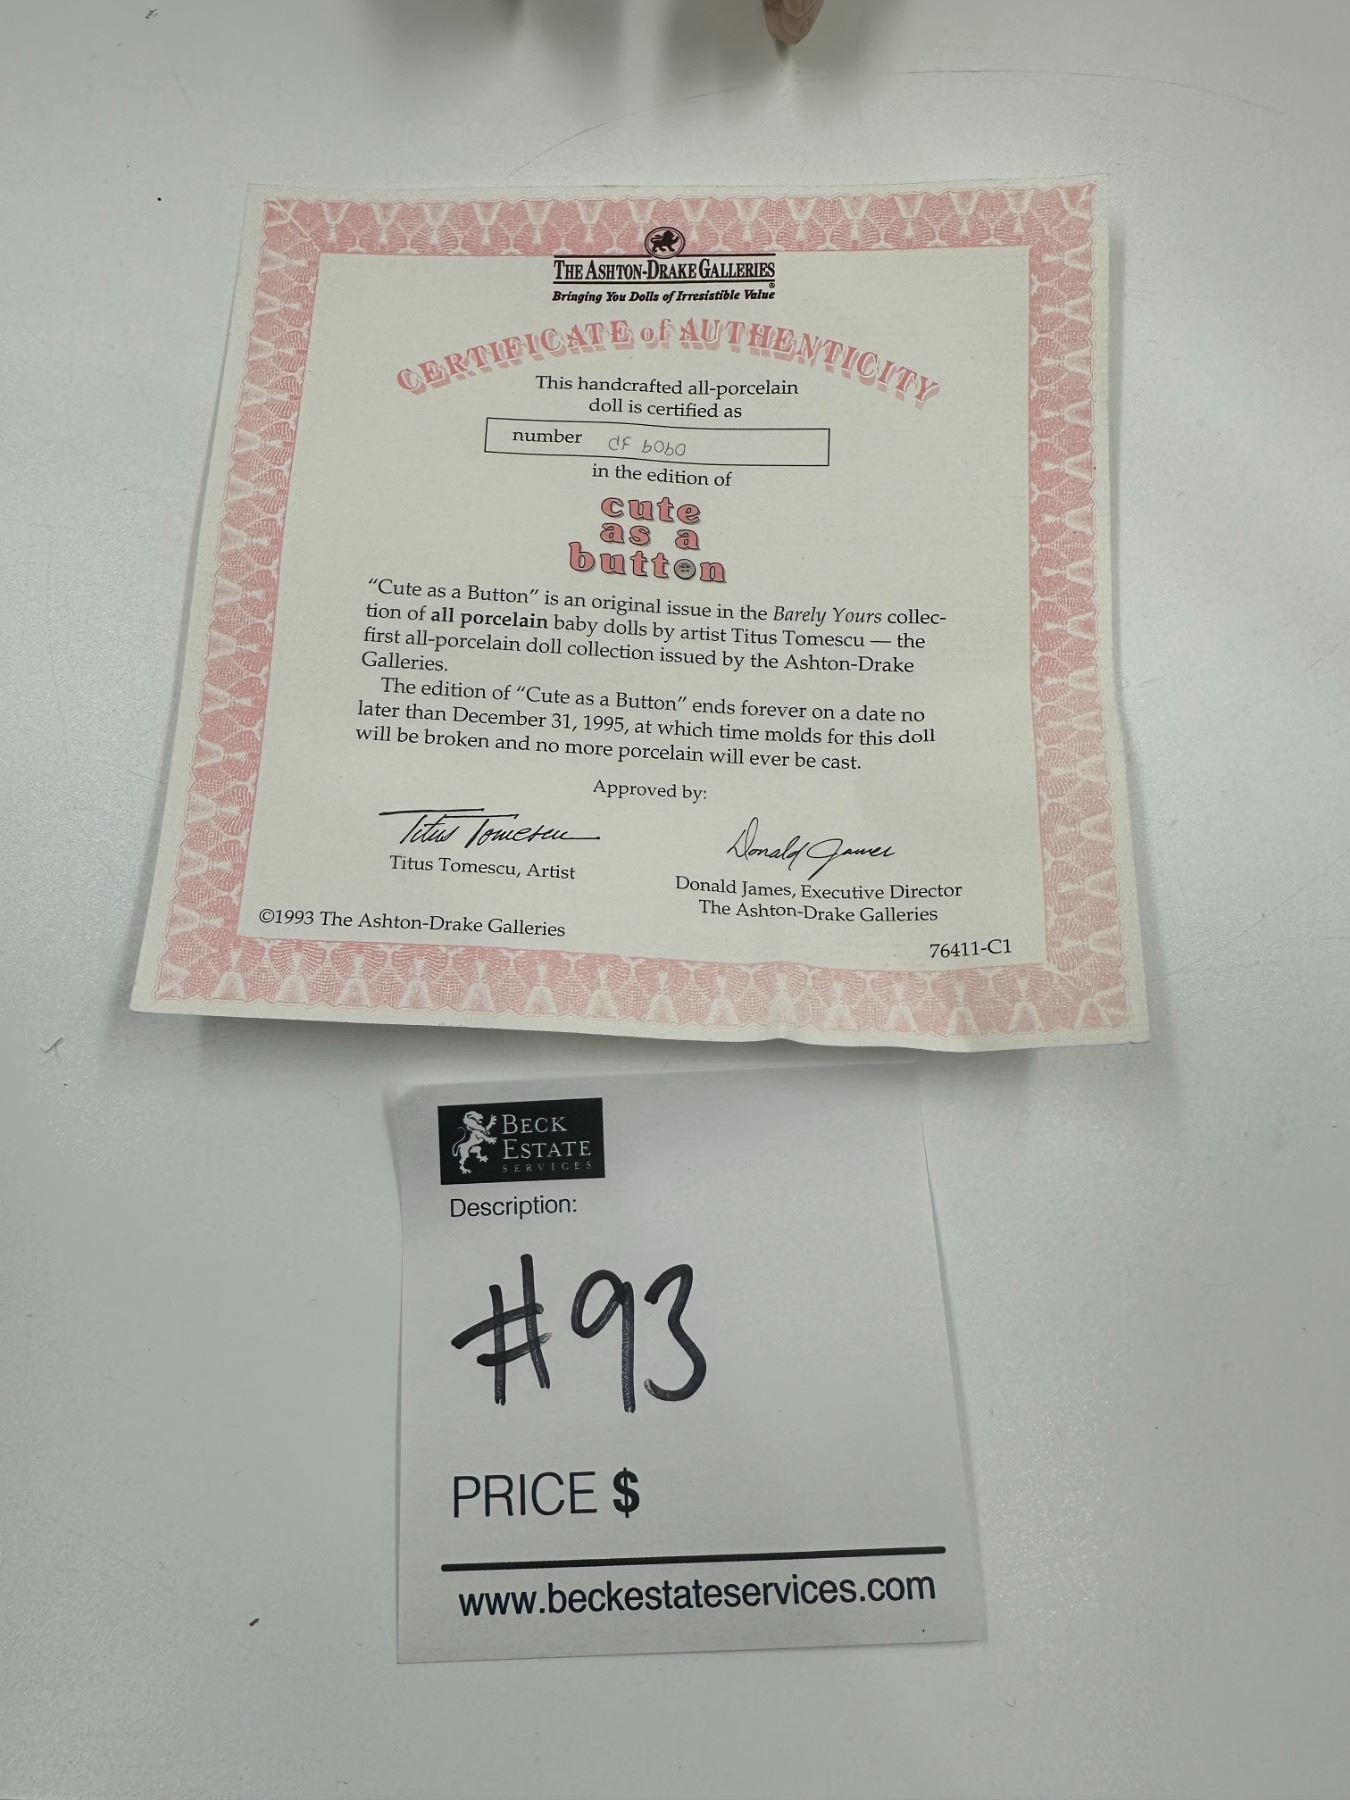 THE ASHTON-DRAKE GALLERIES
®
Bringing You Dolls of Irresistible Value
CERTIFICATE of AUTHENTICITY
This handcrafted all-porcelain
doll is certified as
number df b0b0
in the edition of
cute
as a
button
“Cute as a Button” is an original issue in the Barely Yours collec-
tion of all porcelain baby dolls by artist Titus Tomescu — the
first all-porcelain doll collection issued by the Ashton-Drake
Galleries.
The edition of “Cute as a Button” ends forever on a date no
later than December 31, 1995, at which time molds for this doll
will be broken and no more porcelain will ever be cast.
Approved by:
Titus Tomescu
Donald James
Titus Tomescu, Artist
Donald James, Executive Director
The Ashton-Drake Galleries
©1993 The Ashton-Drake Galleries
76411-C1
BECK
ESTATE
SERVICES
Description:
#93
PRICE $
www.beckestateservices.com